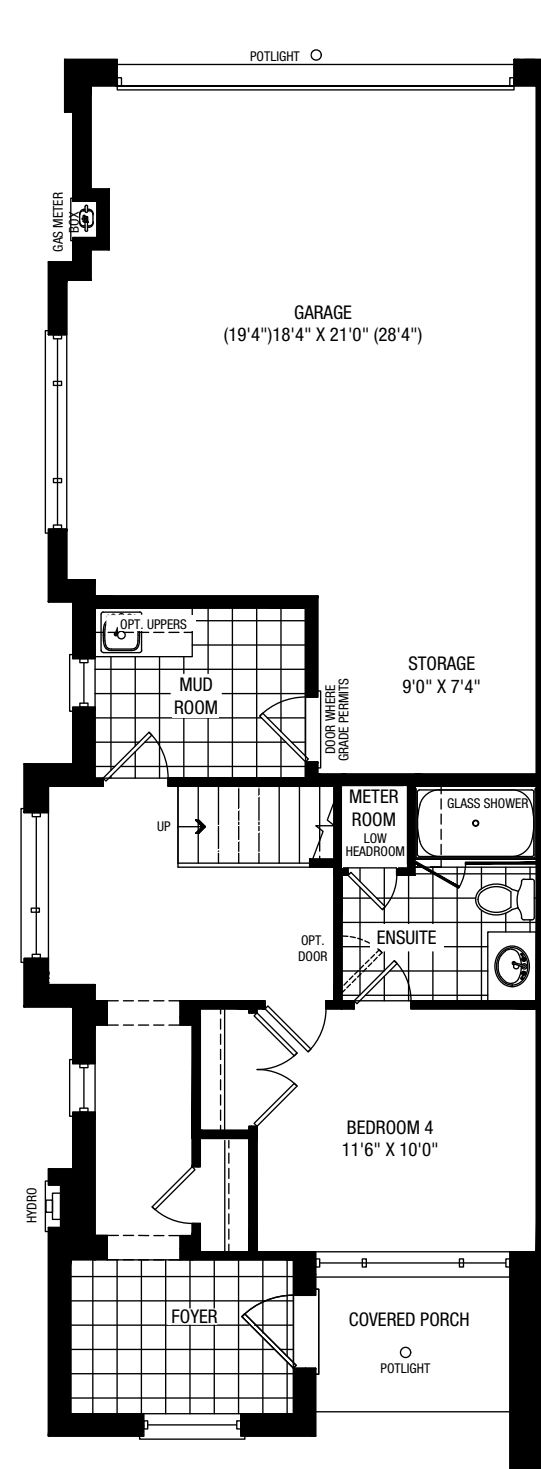 POTLIGHT
GAS METER
BOX
GARAGE
(19'4")18'4" X 21'0" (28'4")
OPT. UPPERS
MUD
ROOM
STORAGE
9'0" X 7'4"
DOOR WHERE
GRADE PERMITS
UP
METER
ROOM
LOW
HEADROOM
GLASS SHOWER
OPT.
DOOR
ENSUITE
BEDROOM 4
11'6" X 10'0"
HYDRO
FOYER
COVERED PORCH
POTLIGHT